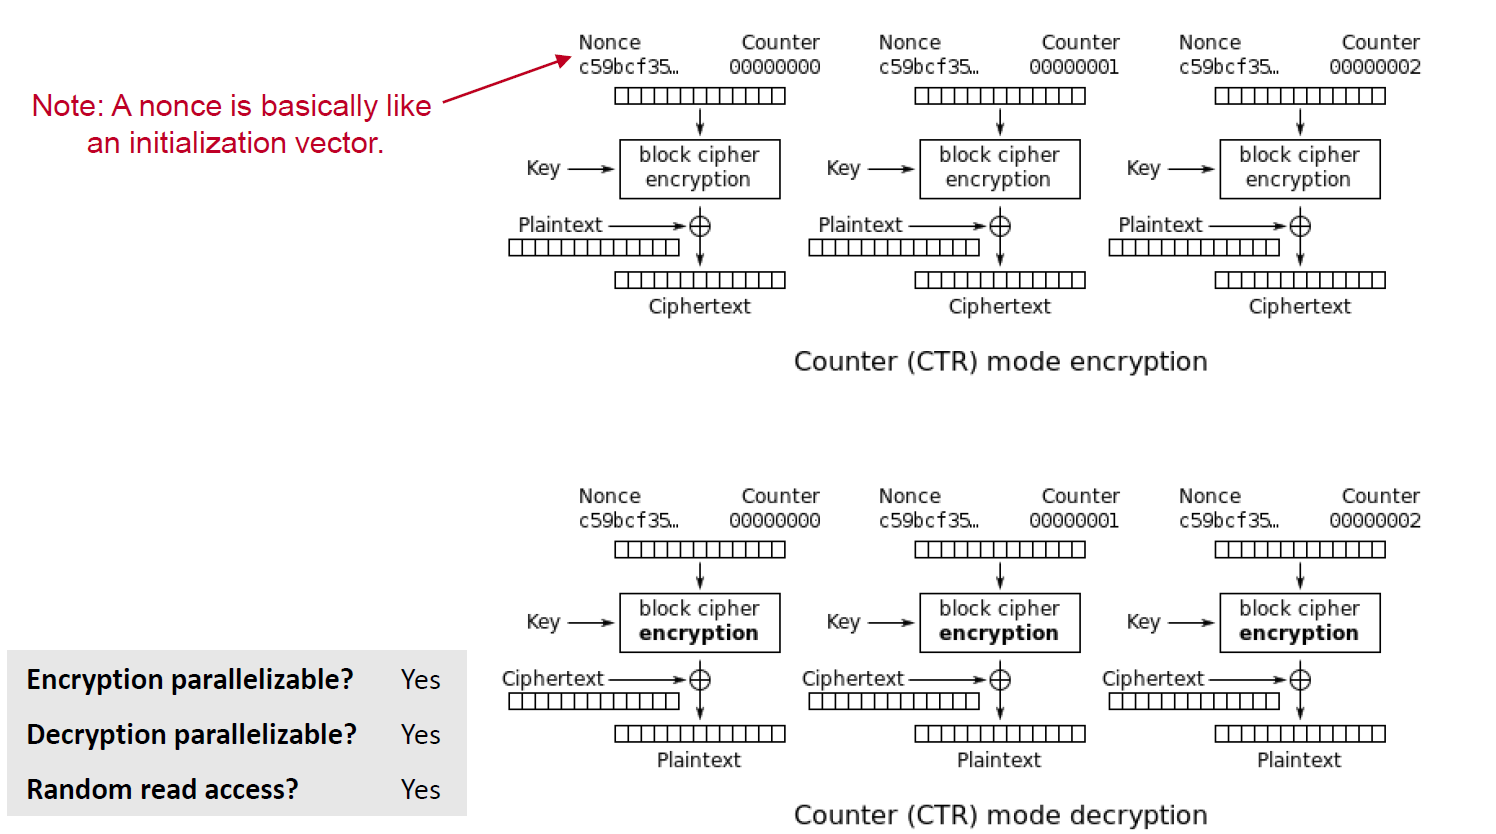 Nonce Counter Nonce Counter Nonce Counter
c59bcf35… 00000000 c59bcf35… 00000001 c59bcf35… 00000002
Note: A nonce is basically like
an initialization vector.
block cipher block cipher block cipher
Key encryption Key encryption Key encryption
Plaintext Plaintext Plaintext
Ciphertext Ciphertext Ciphertext
Counter (CTR) mode encryption
Nonce Counter Nonce Counter Nonce Counter
c59bcf35… 00000000 c59bcf35… 00000001 c59bcf35… 00000002
block cipher block cipher block cipher
Key encryption Key encryption Key encryption
Ciphertext Ciphertext Ciphertext
Plaintext Plaintext Plaintext
Counter (CTR) mode decryption
Encryption parallelizable? Yes
Decryption parallelizable? Yes
Random read access? Yes